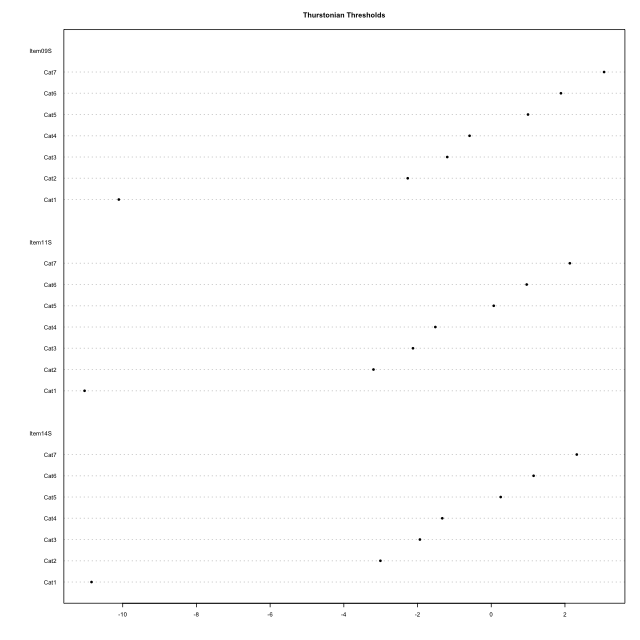 Thurstonian Thresholds
Item09S
Cat7
Cat6
Cat5
Cat4
Cat3
Cat2
Cat1
Item11S
Cat7
Cat6
Cat5
Cat4
Cat3
Cat2
Cat1
Item14S
Cat7
Cat6
Cat5
Cat4
Cat3
Cat2
Cat1
-10 -8 -6 -4 -2 0 2